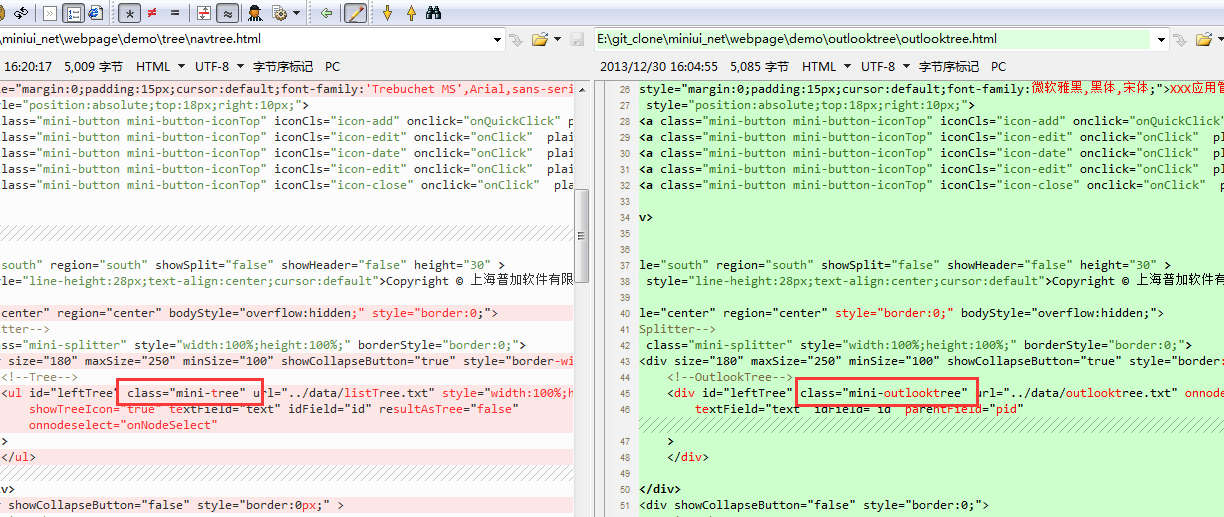 \miniui_net\webpage\demo\tree\navtree.html
16:20:17 5,009 字节 HTML UTF-8 字节序标记 PC
le="margin:0;padding:15px;cursor:default;font-family:'Trebuchet MS',Arial,sans-seri
yle="position:absolute;top:18px;right:10px;">
class="mini-button mini-button-iconTop" iconCls="icon-add" onclick="onQuickClick" p
class="mini-button mini-button-iconTop" iconCls="icon-edit" onclick="onClick" plai
class="mini-button mini-button-iconTop" iconCls="icon-date" onclick="onClick" plai
class="mini-button mini-button-iconTop" iconCls="icon-edit" onclick="onClick" plai
class="mini-button mini-button-iconTop" iconCls="icon-close" onclick="onClick" pla
south" region="south" showSplit="false" showHeader="false" height="30" >
yle="line-height:28px;text-align:center;cursor:default">Copyright © 上海普加软件有限
center" region="center" bodyStyle="overflow:hidden;" style="border:0;">
itter-->
ass="mini-splitter" style="width:100%;height:100%;" borderStyle="border:0;">
size="180" maxSize="250" minSize="100" showCollapseButton="true" style="border-wi
<!--Tree-->
<ul id="leftTree" class="mini-tree" url="../data/listTree.txt" style="width:100%;h
showTreeIcon="true" textField="text" idField="id" resultAsTree="false"
onnodeselect="onNodeSelect"
>
</ul>
v>
showCollapseButton="false" style="border:0px;" >
E:\git_clone\miniui_net\webpage\demo\outlooktree\outlooktree.html
2013/12/30 16:04:55 5,085 字节 HTML UTF-8 字节序标记 PC
26 style="margin:0;padding:15px;cursor:default;font-family:微软雅黑,黑体,宋体;">XXX应用管
27 style="position:absolute;top:18px;right:10px;">
28 <a class="mini-button mini-button-iconTop" iconCls="icon-add" onclick="onQuickClick"
29 <a class="mini-button mini-button-iconTop" iconCls="icon-edit" onclick="onClick" pl
30 <a class="mini-button mini-button-iconTop" iconCls="icon-date" onclick="onClick" pl
31 <a class="mini-button mini-button-iconTop" iconCls="icon-edit" onclick="onClick" pl
32 <a class="mini-button mini-button-iconTop" iconCls="icon-close" onclick="onClick" p
33
34 v>
35
36
37 le="south" region="south" showSplit="false" showHeader="false" height="30" >
38 style="line-height:28px;text-align:center;cursor:default">Copyright © 上海普加软件有
39
40 le="center" region="center" style="border:0;" bodyStyle="overflow:hidden;">
41 Splitter-->
42 class="mini-splitter" style="width:100%;height:100%;" borderStyle="border:0;">
43 <div size="180" maxSize="250" minSize="100" showCollapseButton="true" style="border
44 <!--OutlookTree-->
45 <div id="leftTree" class="mini-outlooktree" url="../data/outlooktree.txt" onnode
46 textField="text" idField="id" parentField="pid"
47 >
48 </div>
49
50 </div>
51 <div showCollapseButton="false" style="border:0;">